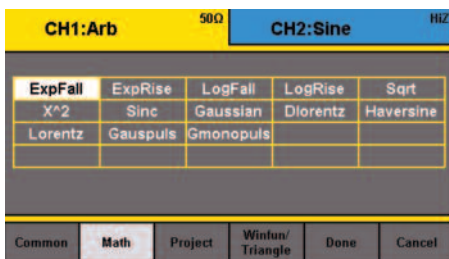 CH1:Arb 50Ω CH2:Sine HiZ
ExpFall ExpRise LogFall LogRise Sqrt
X^2 Sinc Gaussian Dlorentz Haversine
Lorentz Gauspuls Gmonopuls
Common Math Project Winfun/ Triangle Done Cancel